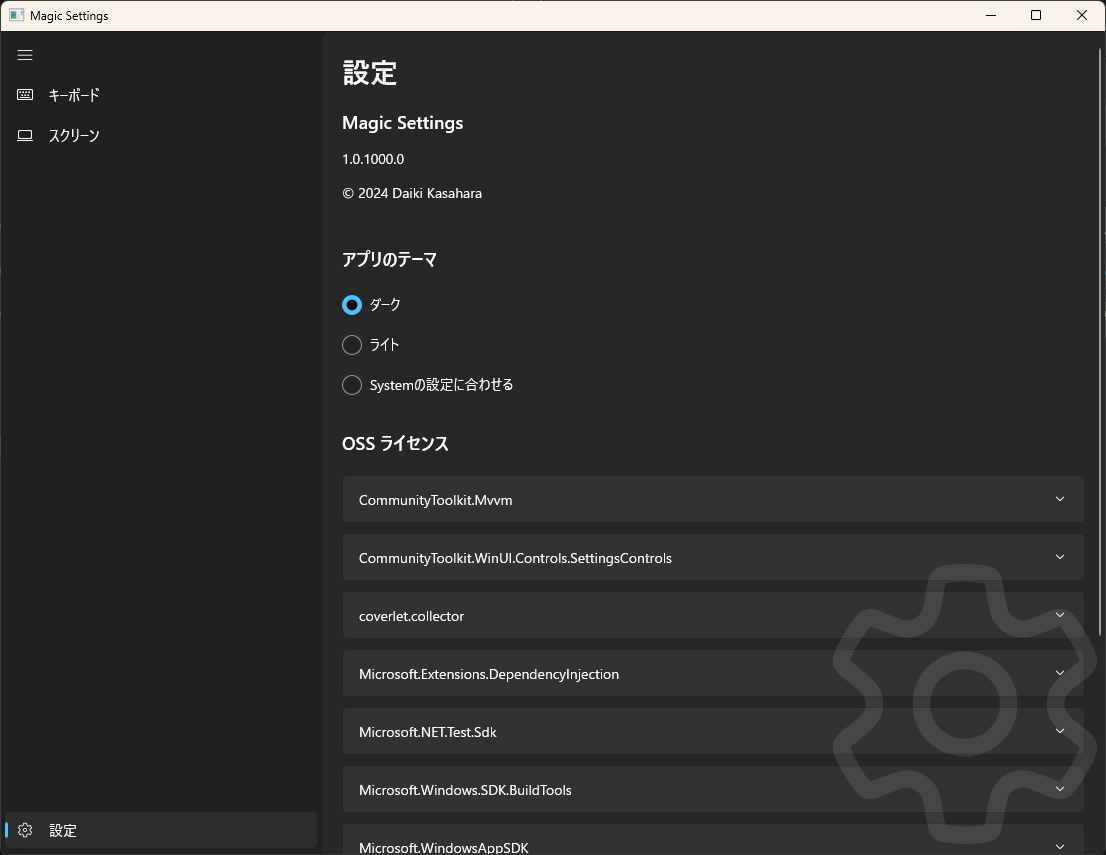 Magic Settings
キーボード
スクリーン
設定
設定
Magic Settings
1.0.1000.0
© 2024 Daiki Kasahara
アプリのテーマ
ダーク
ライト
Systemの設定に合わせる
OSS ライセンス
CommunityToolkit.Mvvm
CommunityToolkit.WinUI.Controls.SettingsControls
coverlet.collector
Microsoft.Extensions.DependencyInjection
Microsoft.NET.Test.Sdk
Microsoft.Windows.SDK.BuildTools
Microsoft.WindowsAppSDK